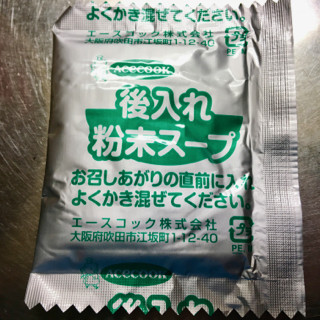 よくかき混ぜてください。
エースコック株式会社
大阪府吹田市江坂町1-12-40
プラ
PE M
ACECOOK
後入れ
粉末スープ
お召しあがりの直前に入れ
よくかき混ぜてください。
エースコック株式会社
大阪府吹田市江坂町1-12-40
プラ
PE M
ACECOOK